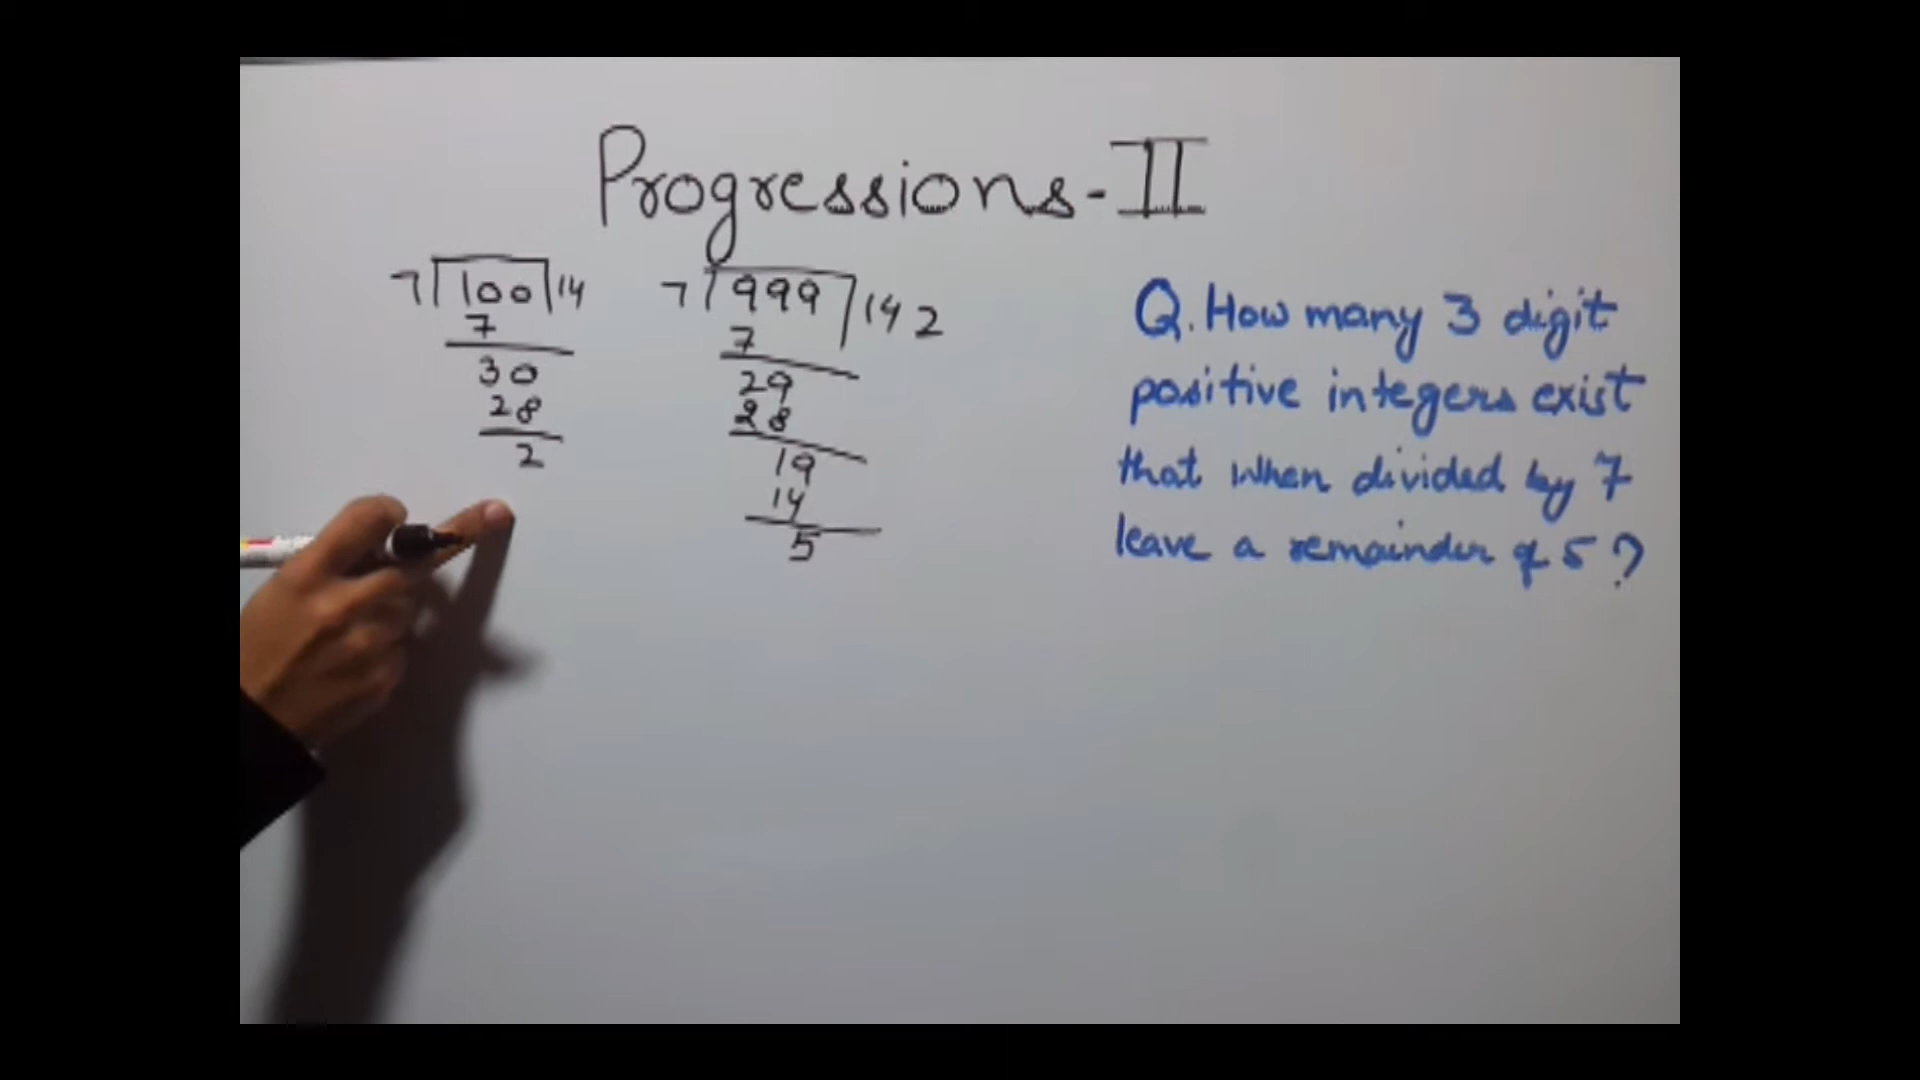 Progressions-II
7 100 14
7
30
28
2
7 999 142
7
29
28
19
14
5
Q. How many 3 digit
positive integers exist
that when divided by 7
leave a remainder of 5?